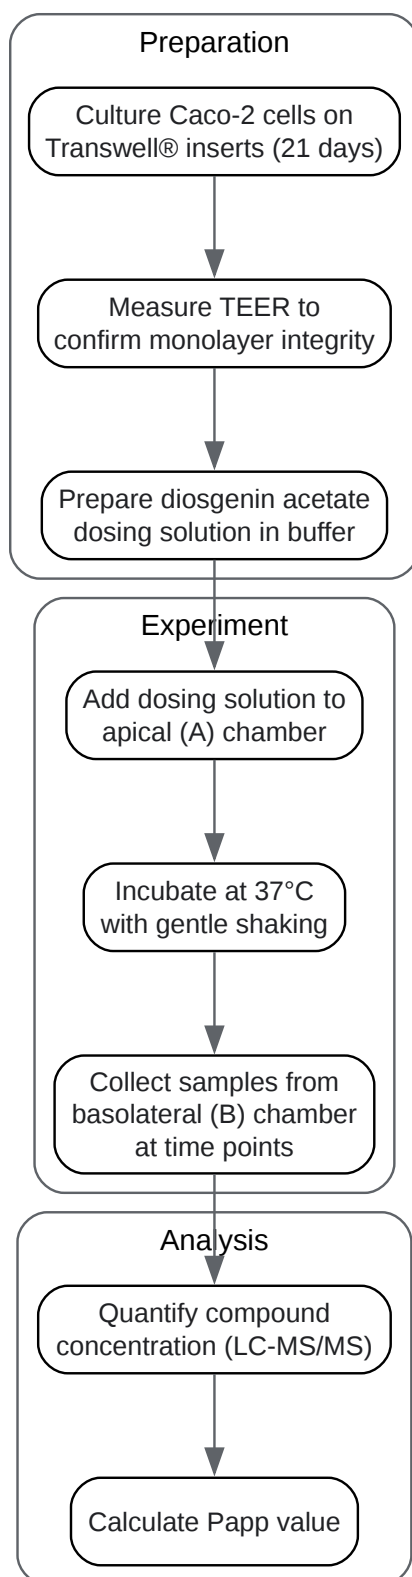 Preparation
Culture Caco-2 cells on
Transwell® inserts (21 days)
Measure TEER to
confirm monolayer integrity
Prepare diosgenin acetate
dosing solution in buffer
Experiment
Add dosing solution to
apical (A) chamber
Incubate at 37°C
with gentle shaking
Collect samples from
basolateral (B) chamber
at time points
Analysis
Quantify compound
concentration (LC-MS/MS)
Calculate Papp value